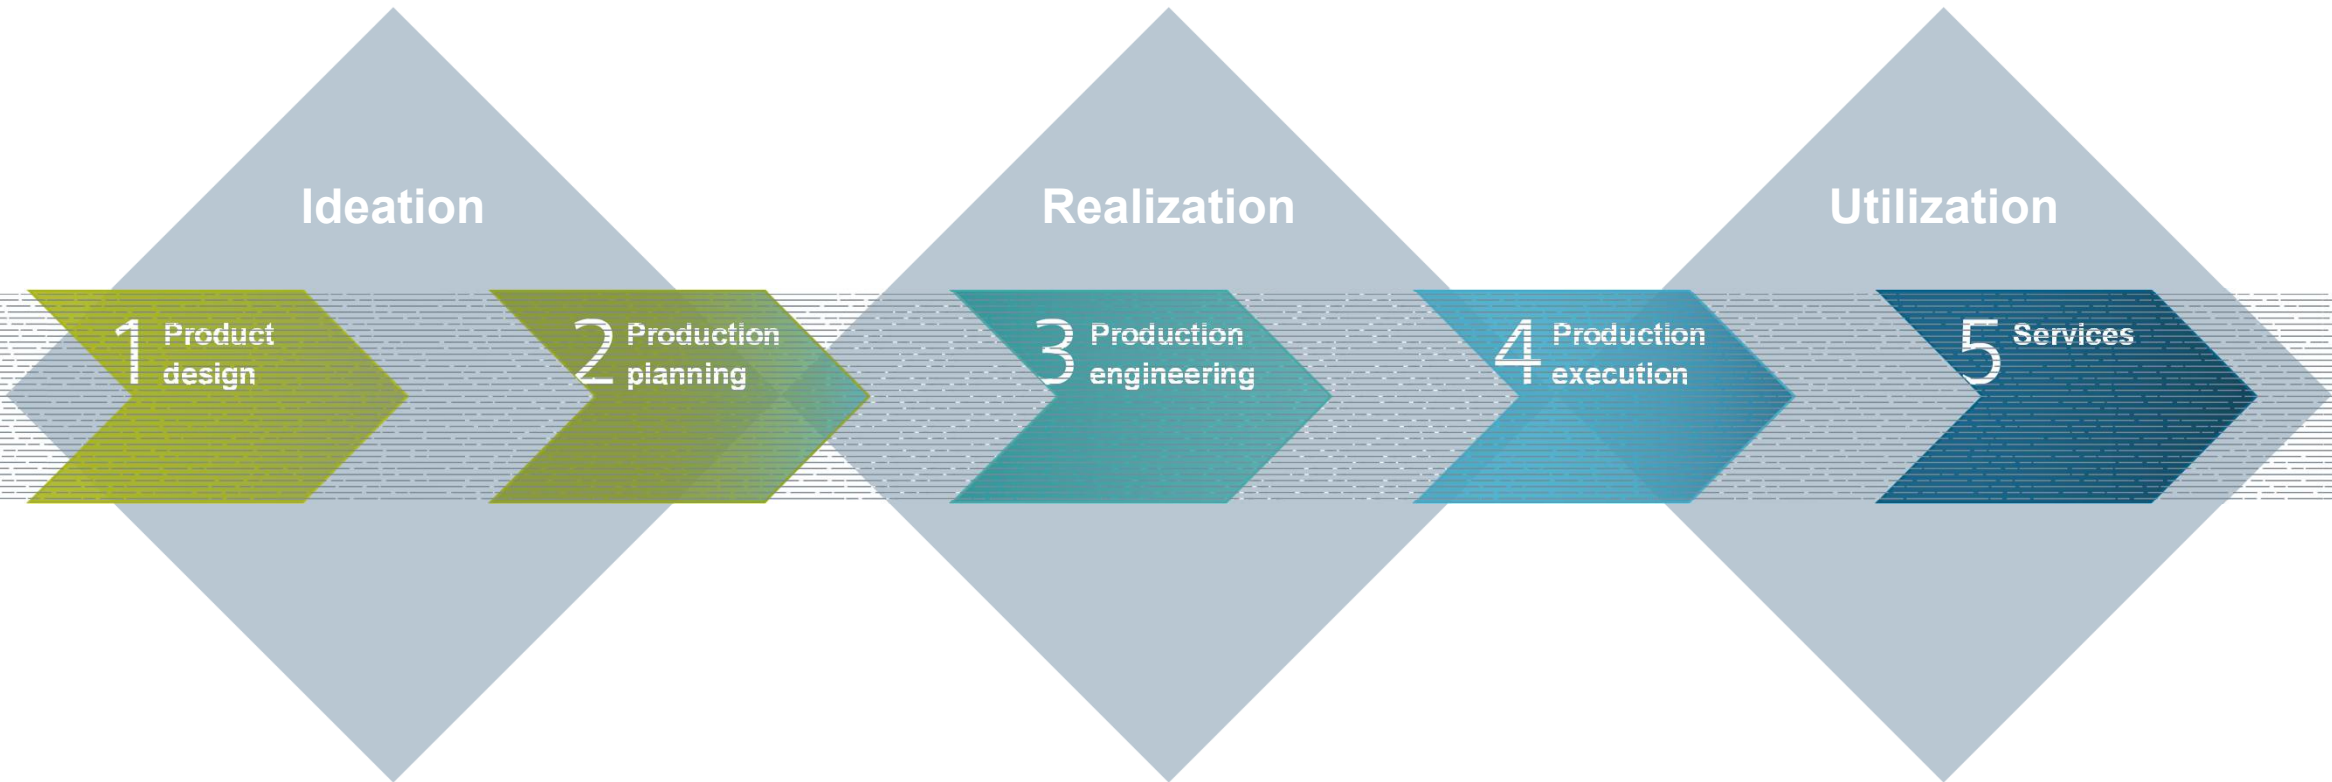 Ideation
Realization
Utilization
1 Product
design
2 Production
planning
3 Production
engineering
4 Production
execution
5 Services